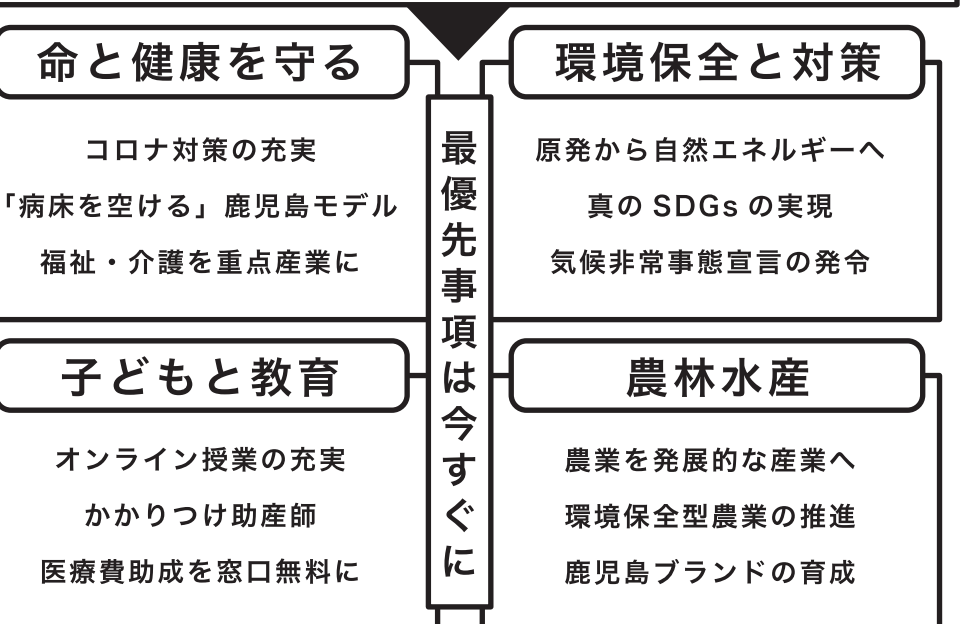 命と健康を守る
コロナ対策の充実
「病床を空ける」鹿児島モデル
福祉・介護を重点産業に
環境保全と対策
原発から自然エネルギーへ
真の SDGs の実現
気候非常事態宣言の発令
最優先事項は今すぐに
子どもと教育
オンライン授業の充実
かかりつけ助産師
医療費助成を窓口無料に
農林水産
農業を発展的な産業へ
環境保全型農業の推進
鹿児島ブランドの育成